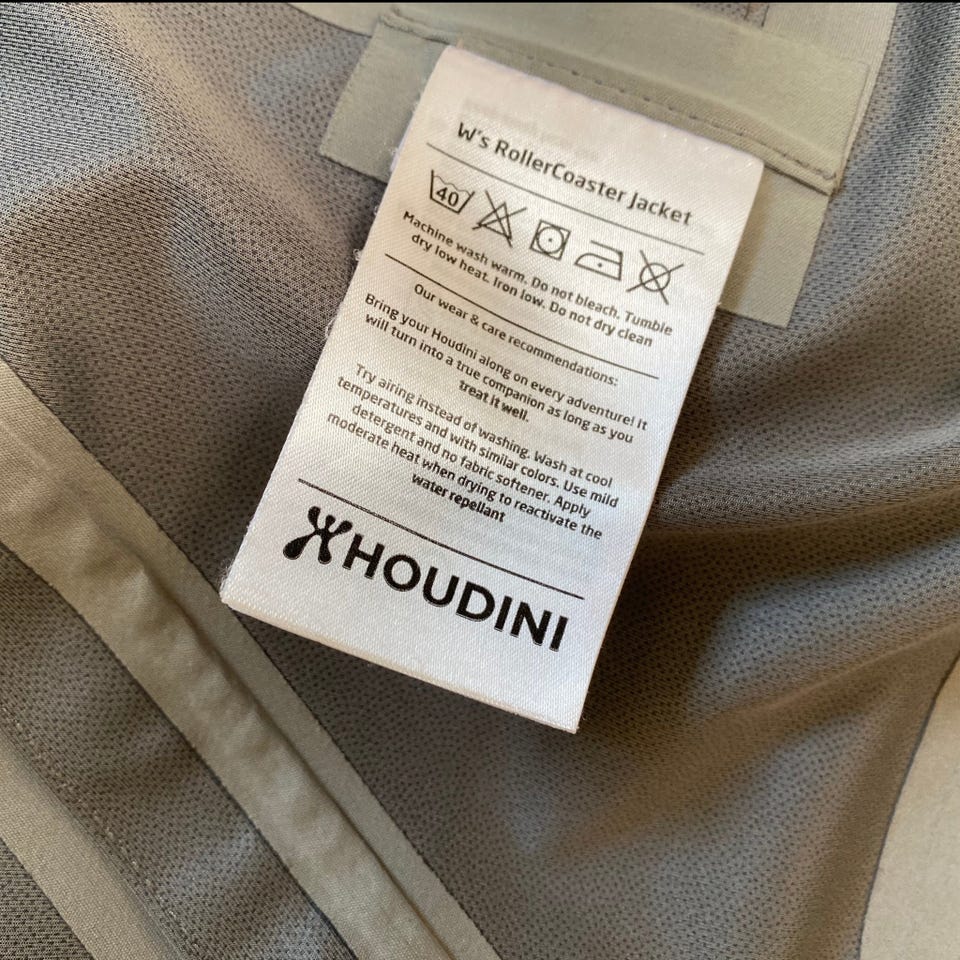 W's RollerCoaster Jacket
40
Machine wash warm. Do not bleach. Tumble
dry low heat. Iron low. Do not dry clean
Our wear & care recommendations:
Bring your Houdini along on every adventure! It
will turn into a true companion as long as you
treat it well.
Try airing instead of washing. Wash at cool
temperatures and with similar colors. Use mild
detergent and no fabric softener. Apply
moderate heat when drying to reactivate the
water repellant
HOUDINI